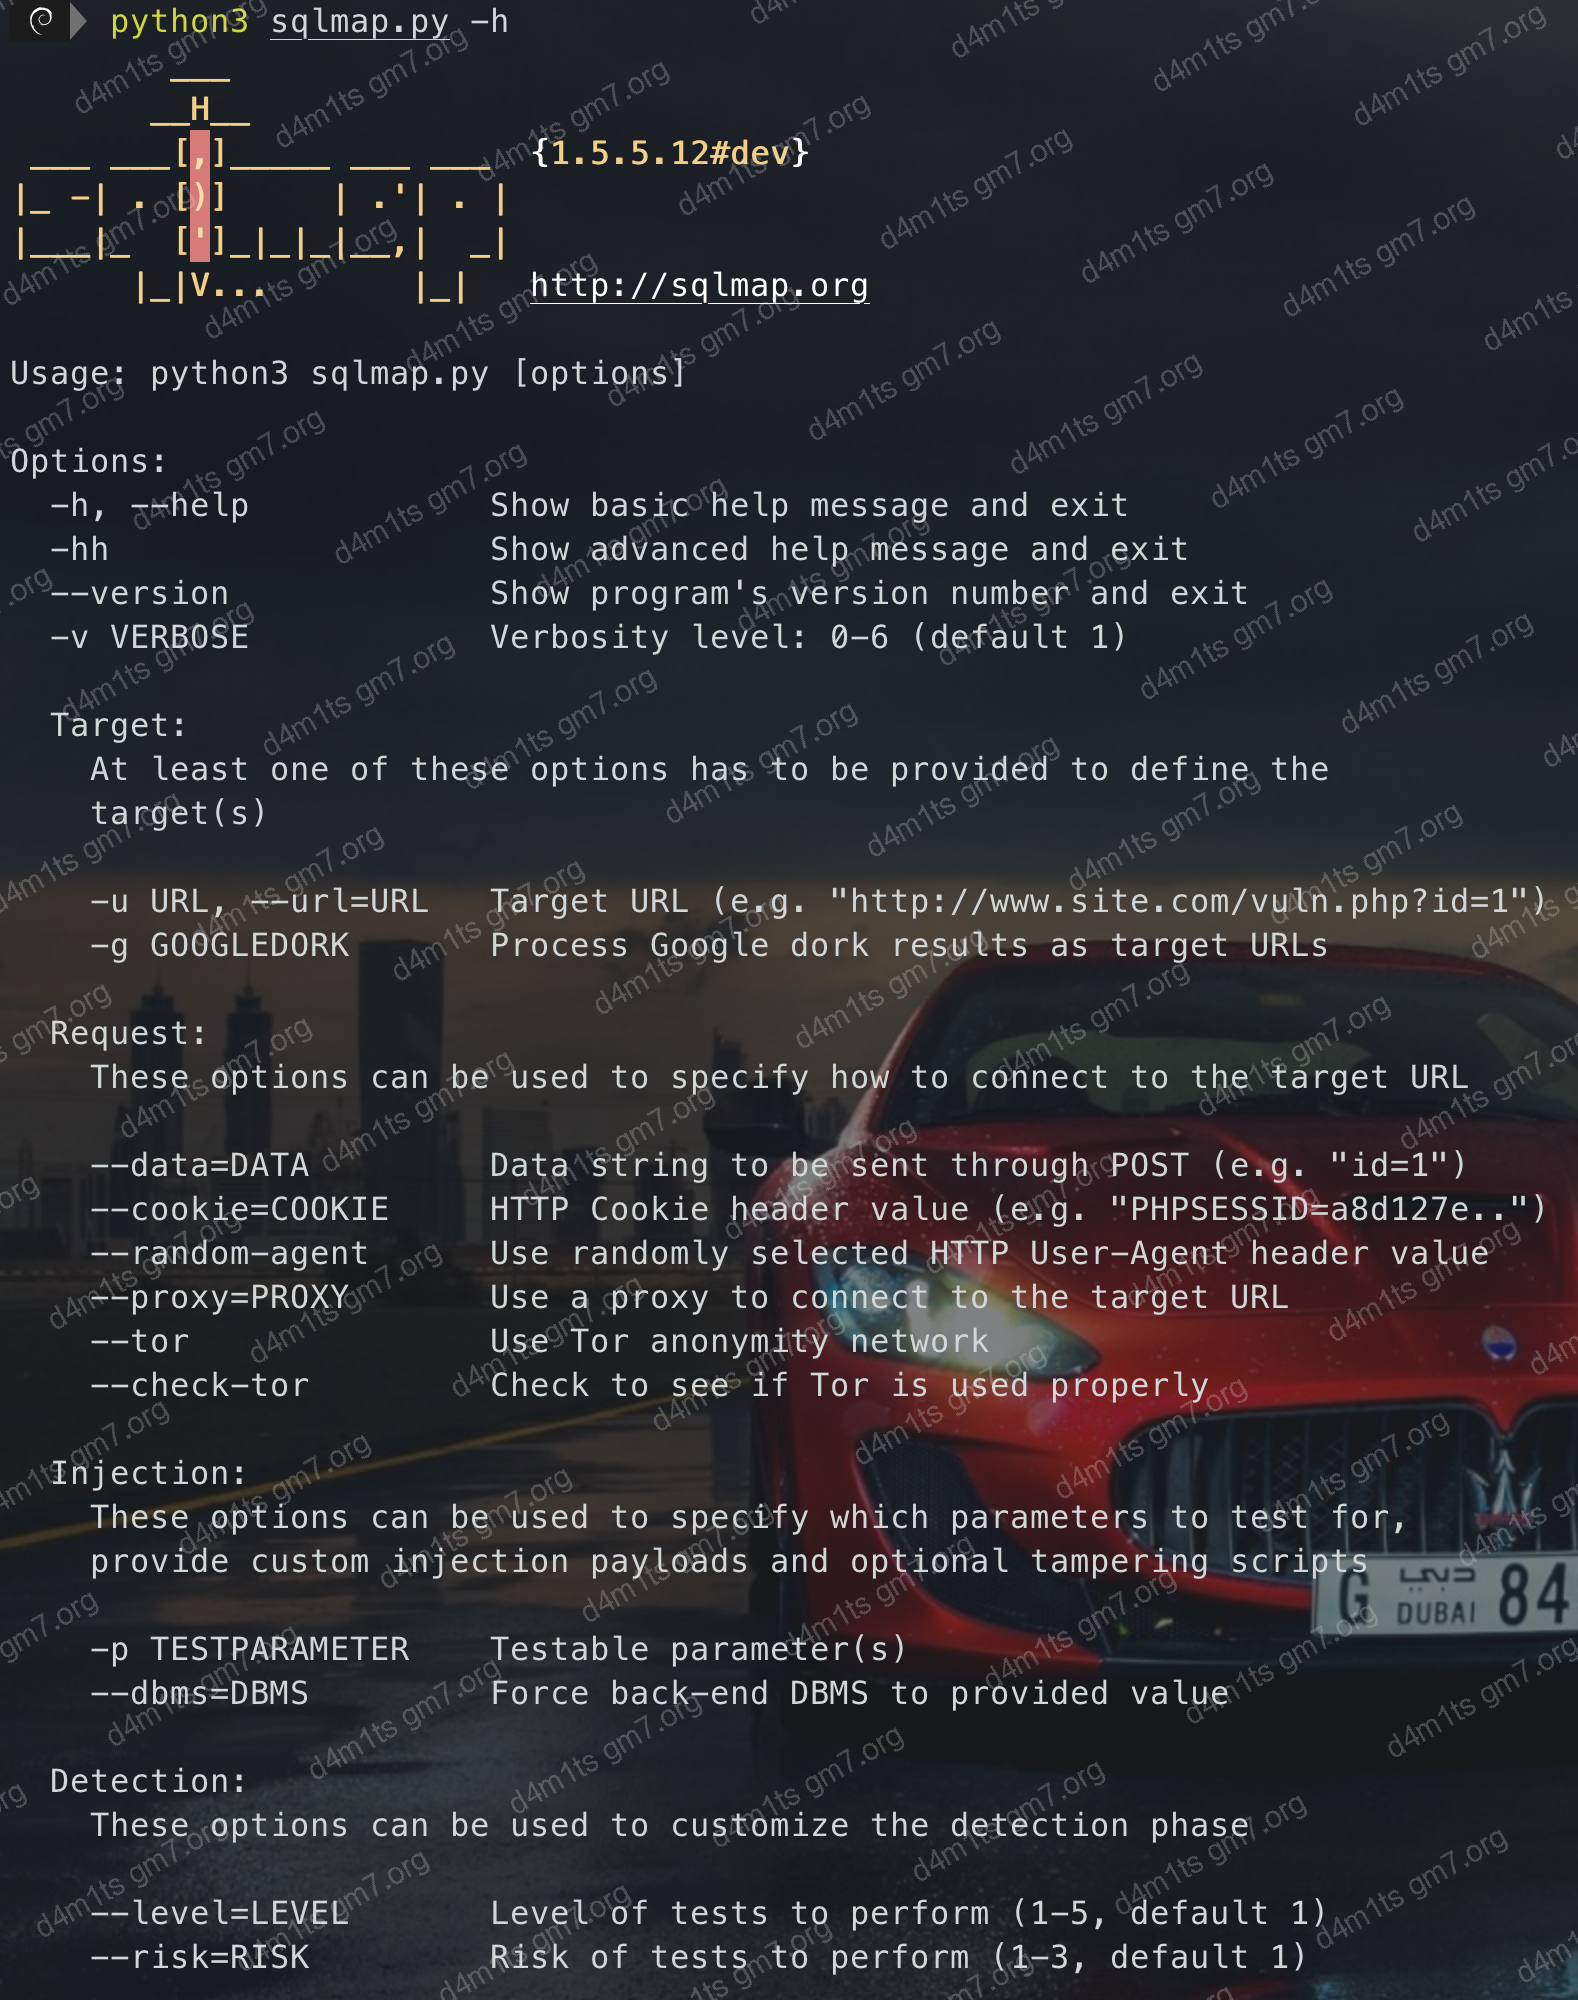 python3 sqlmap.py -h
        ___
       __H__
 ___ ___[,]_____ ___ ___  {1.5.5.12#dev}
|_ -| . [)]     | .'| . |
|___|_  [']_|_|_|__,|  _|
      |_|V...       |_|   http://sqlmap.org
Usage: python3 sqlmap.py [options]
Options:
-h, --help Show basic help message and exit
-hh Show advanced help message and exit
--version Show program's version number and exit
-v VERBOSE Verbosity level: 0-6 (default 1)
Target:
At least one of these options has to be provided to define the
target(s)
-u URL, --url=URL Target URL (e.g. "http://www.site.com/vuln.php?id=1")
-g GOOGLEDORK Process Google dork results as target URLs
Request:
These options can be used to specify how to connect to the target URL
--data=DATA Data string to be sent through POST (e.g. "id=1")
--cookie=COOKIE HTTP Cookie header value (e.g. "PHPSESSID=a8d127e..")
--random-agent Use randomly selected HTTP User-Agent header value
--proxy=PROXY Use a proxy to connect to the target URL
--tor Use Tor anonymity network
--check-tor Check to see if Tor is used properly
Injection:
These options can be used to specify which parameters to test for,
provide custom injection payloads and optional tampering scripts
-p TESTPARAMETER Testable parameter(s)
--dbms=DBMS Force back-end DBMS to provided value
Detection:
These options can be used to customize the detection phase
--level=LEVEL Level of tests to perform (1-5, default 1)
--risk=RISK Risk of tests to perform (1-3, default 1)
G دبي DUBAI 84
d4m1ts gm7.org